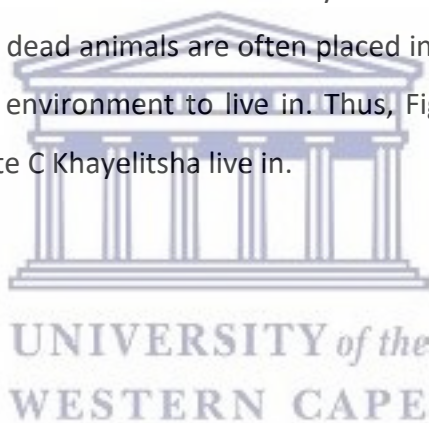 dead animals are often placed in
environment to live in. Thus, Fig
te C Khayelitsha live in.
UNIVERSITY of the
WESTERN CAPE